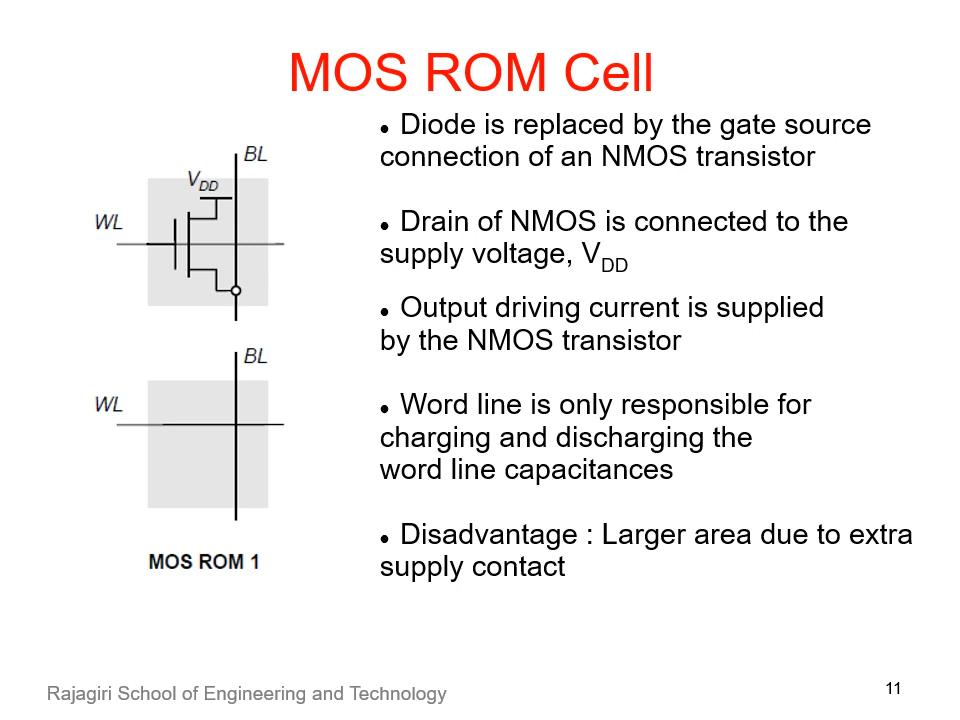 MOS ROM Cell
BL
VDD
WL
BL
WL
MOS ROM 1
• Diode is replaced by the gate source
connection of an NMOS transistor
• Drain of NMOS is connected to the
supply voltage, VDD
• Output driving current is supplied
by the NMOS transistor
• Word line is only responsible for
charging and discharging the
word line capacitances
• Disadvantage : Larger area due to extra
supply contact
Rajagiri School of Engineering and Technology
11